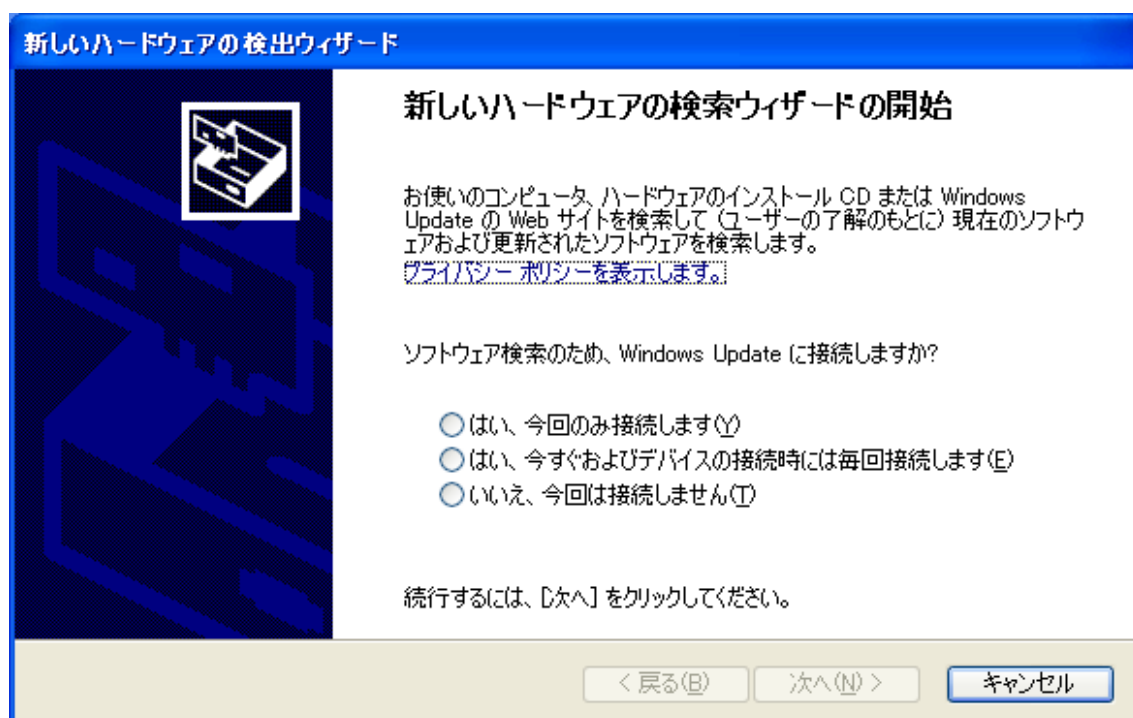 新しいハードウェアの検出ウィザード
新しいハードウェアの検索ウィザードの開始
お使いのコンピュータ、ハードウェアのインストール CD または Windows
Update の Web サイトを検索して (ユーザーの了解のもとに) 現在のソフトウ
ェアおよび更新されたソフトウェアを検索します。
プライバシー ポリシーを表示します。
ソフトウェア検索のため、Windows Update に接続しますか?
はい、今回のみ接続します(Y)
はい、今すぐおよびデバイスの接続時には毎回接続します(E)
いいえ、今回は接続しません(T)
続行するには、[次へ] をクリックしてください。
< 戻る(B) 次へ(N) > キャンセル